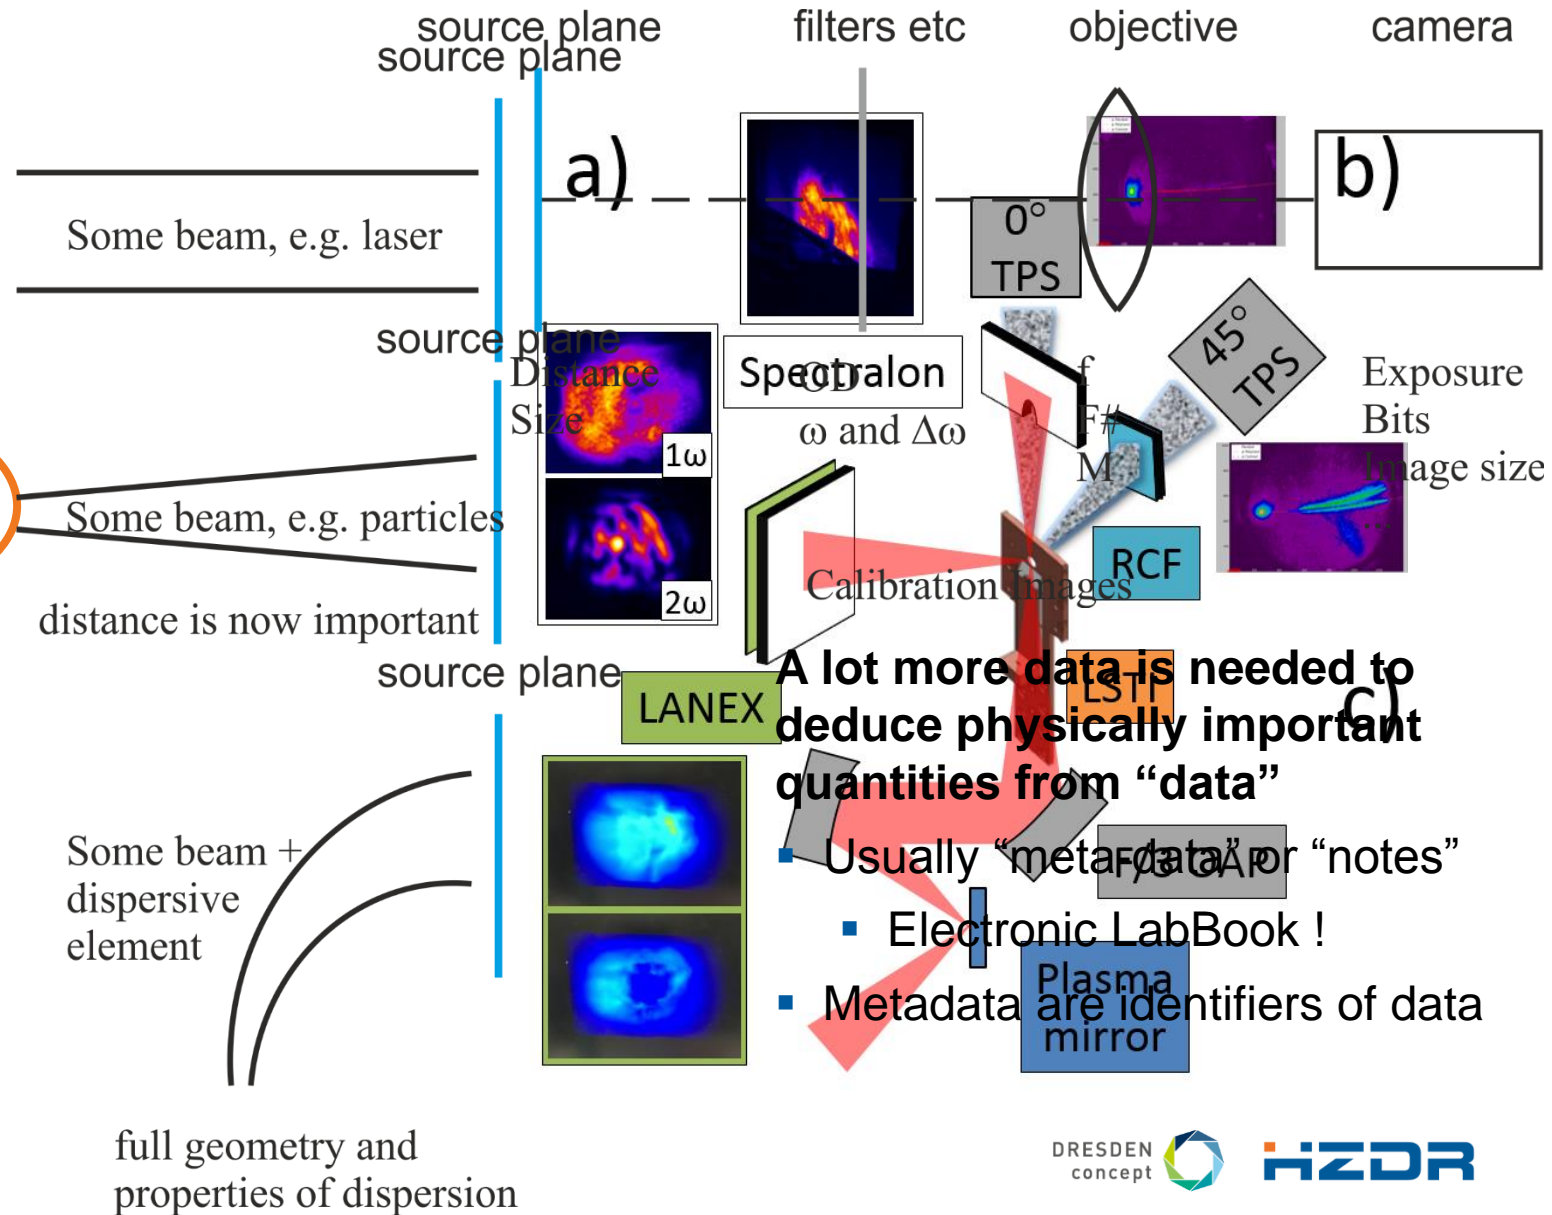 source plane
filters etc
objective
camera
source plane
a)
b)
Some beam, e.g. laser
0°
TPS
45°
TPS
source plane
Distance
Size
Spectralon
OD
ω and Δω
f
F#
M
Exposure
Bits
Image size
...
1ω
Some beam, e.g. particles
2ω
RCF
Calibration Images
distance is now important
source plane
LANEX
LSTI
c)
A lot more data is needed to
deduce physically important
quantities from “data”
Usually “meta-data” or “notes”
F/3 OAP
Electronic LabBook !
Metadata are identifiers of data
Plasma
mirror
Some beam +
dispersive
element
full geometry and
properties of dispersion
DRESDEN
concept
HZDR